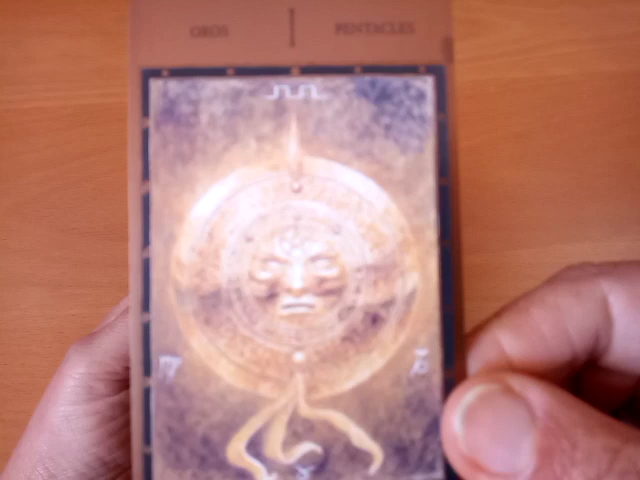 OROS | PENTACLES
♍ ♑
♉